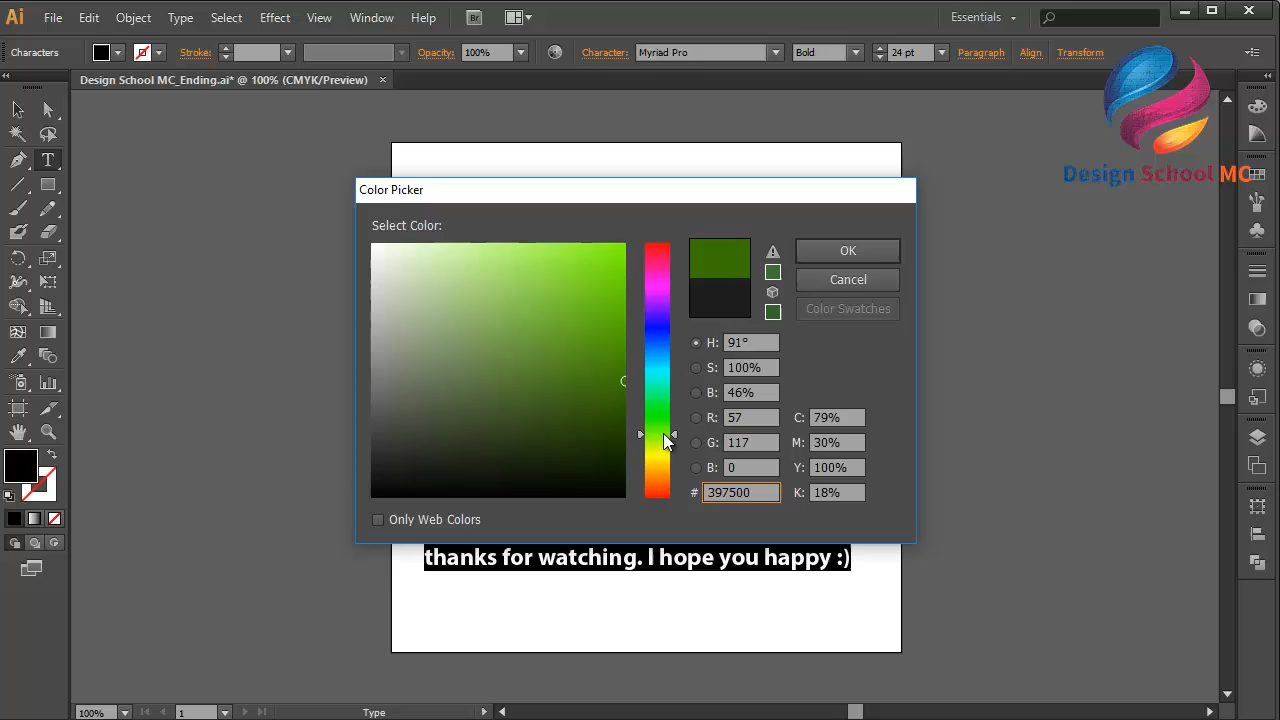 Ai File Edit Object Type Select Effect View Window Help Br Essentials
Characters Stroke: Opacity: 100% Character: Myriad Pro Bold 24 pt Paragraph Align Transform
Design School MC_Ending.ai* @ 100% (CMYK/Preview)
Design School MC
Color Picker
Select Color:
OK
Cancel
Color Swatches
H: 91°
S: 100%
B: 46%
R: 57 C: 79%
G: 117 M: 30%
B: 0 Y: 100%
# 397500 K: 18%
Only Web Colors
thanks for watching. I hope you happy :)
100% 1 Type